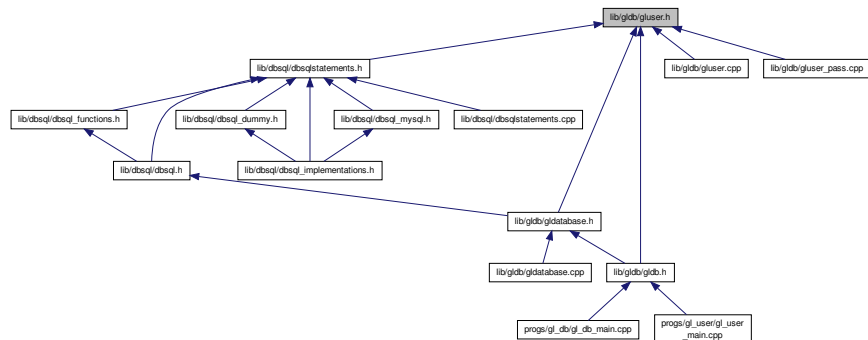 lib/gldb/gluser.h
lib/dbsql/dbsqlstatements.h
lib/gldb/gluser.cpp
lib/gldb/gluser_pass.cpp
lib/dbsql/dbsql_functions.h
lib/dbsql/dbsql_dummy.h
lib/dbsql/dbsql_mysql.h
lib/dbsql/dbsqlstatements.cpp
lib/dbsql/dbsql.h
lib/dbsql/dbsql_implementations.h
lib/gldb/gldatabase.h
lib/gldb/gldatabase.cpp
lib/gldb/gldb.h
progs/gl_db/gl_db_main.cpp
progs/gl_user/gl_user
_main.cpp